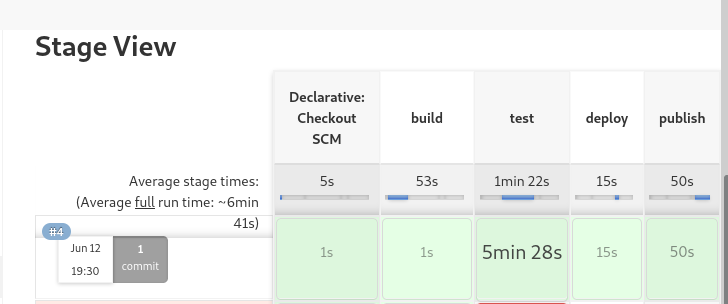 Stage View
Declarative:
Checkout
SCM
build
test
deploy
publish
Average stage times:
(Average full run time: ~6min
41s)
5s
53s
1min 22s
15s
50s
#4
Jun 12
19:30
1
commit
1s
1s
5min 28s
15s
50s